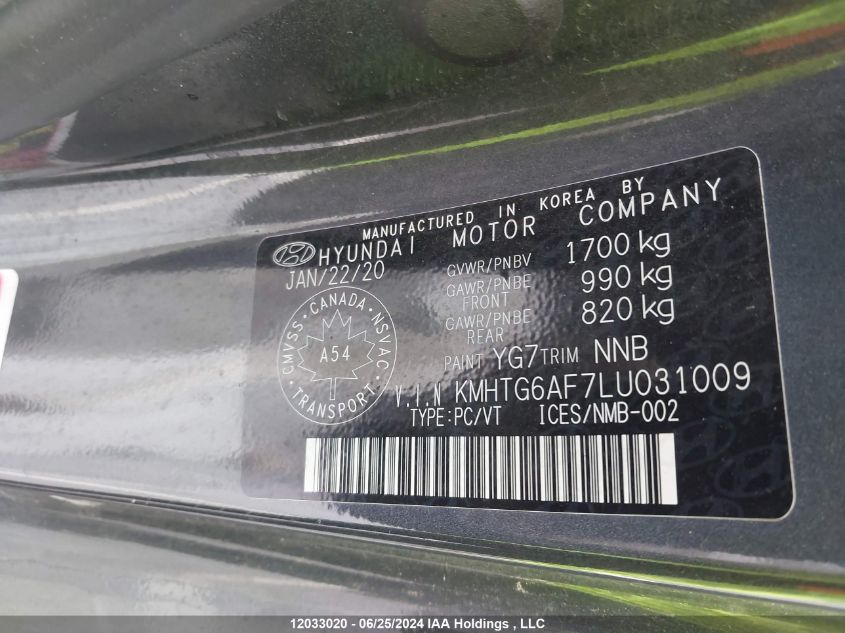 MANUFACTURED IN KOREA BY
HYUNDAI MOTOR COMPANY
JAN/22/20 GVWR/PNBV 1700 kg
GAWR/PNBE FRONT 990 kg
GAWR/PNBE REAR 820 kg
CMVSS · CANADA · NSVAC
A54
· TRANSPORT ·
PAINT YG7 TRIM NNB
V.I.N KMHTG6AF7LU031009
TYPE:PC/VT ICES/NMB-002
12033020 - 06/25/2024 IAA Holdings , LLC